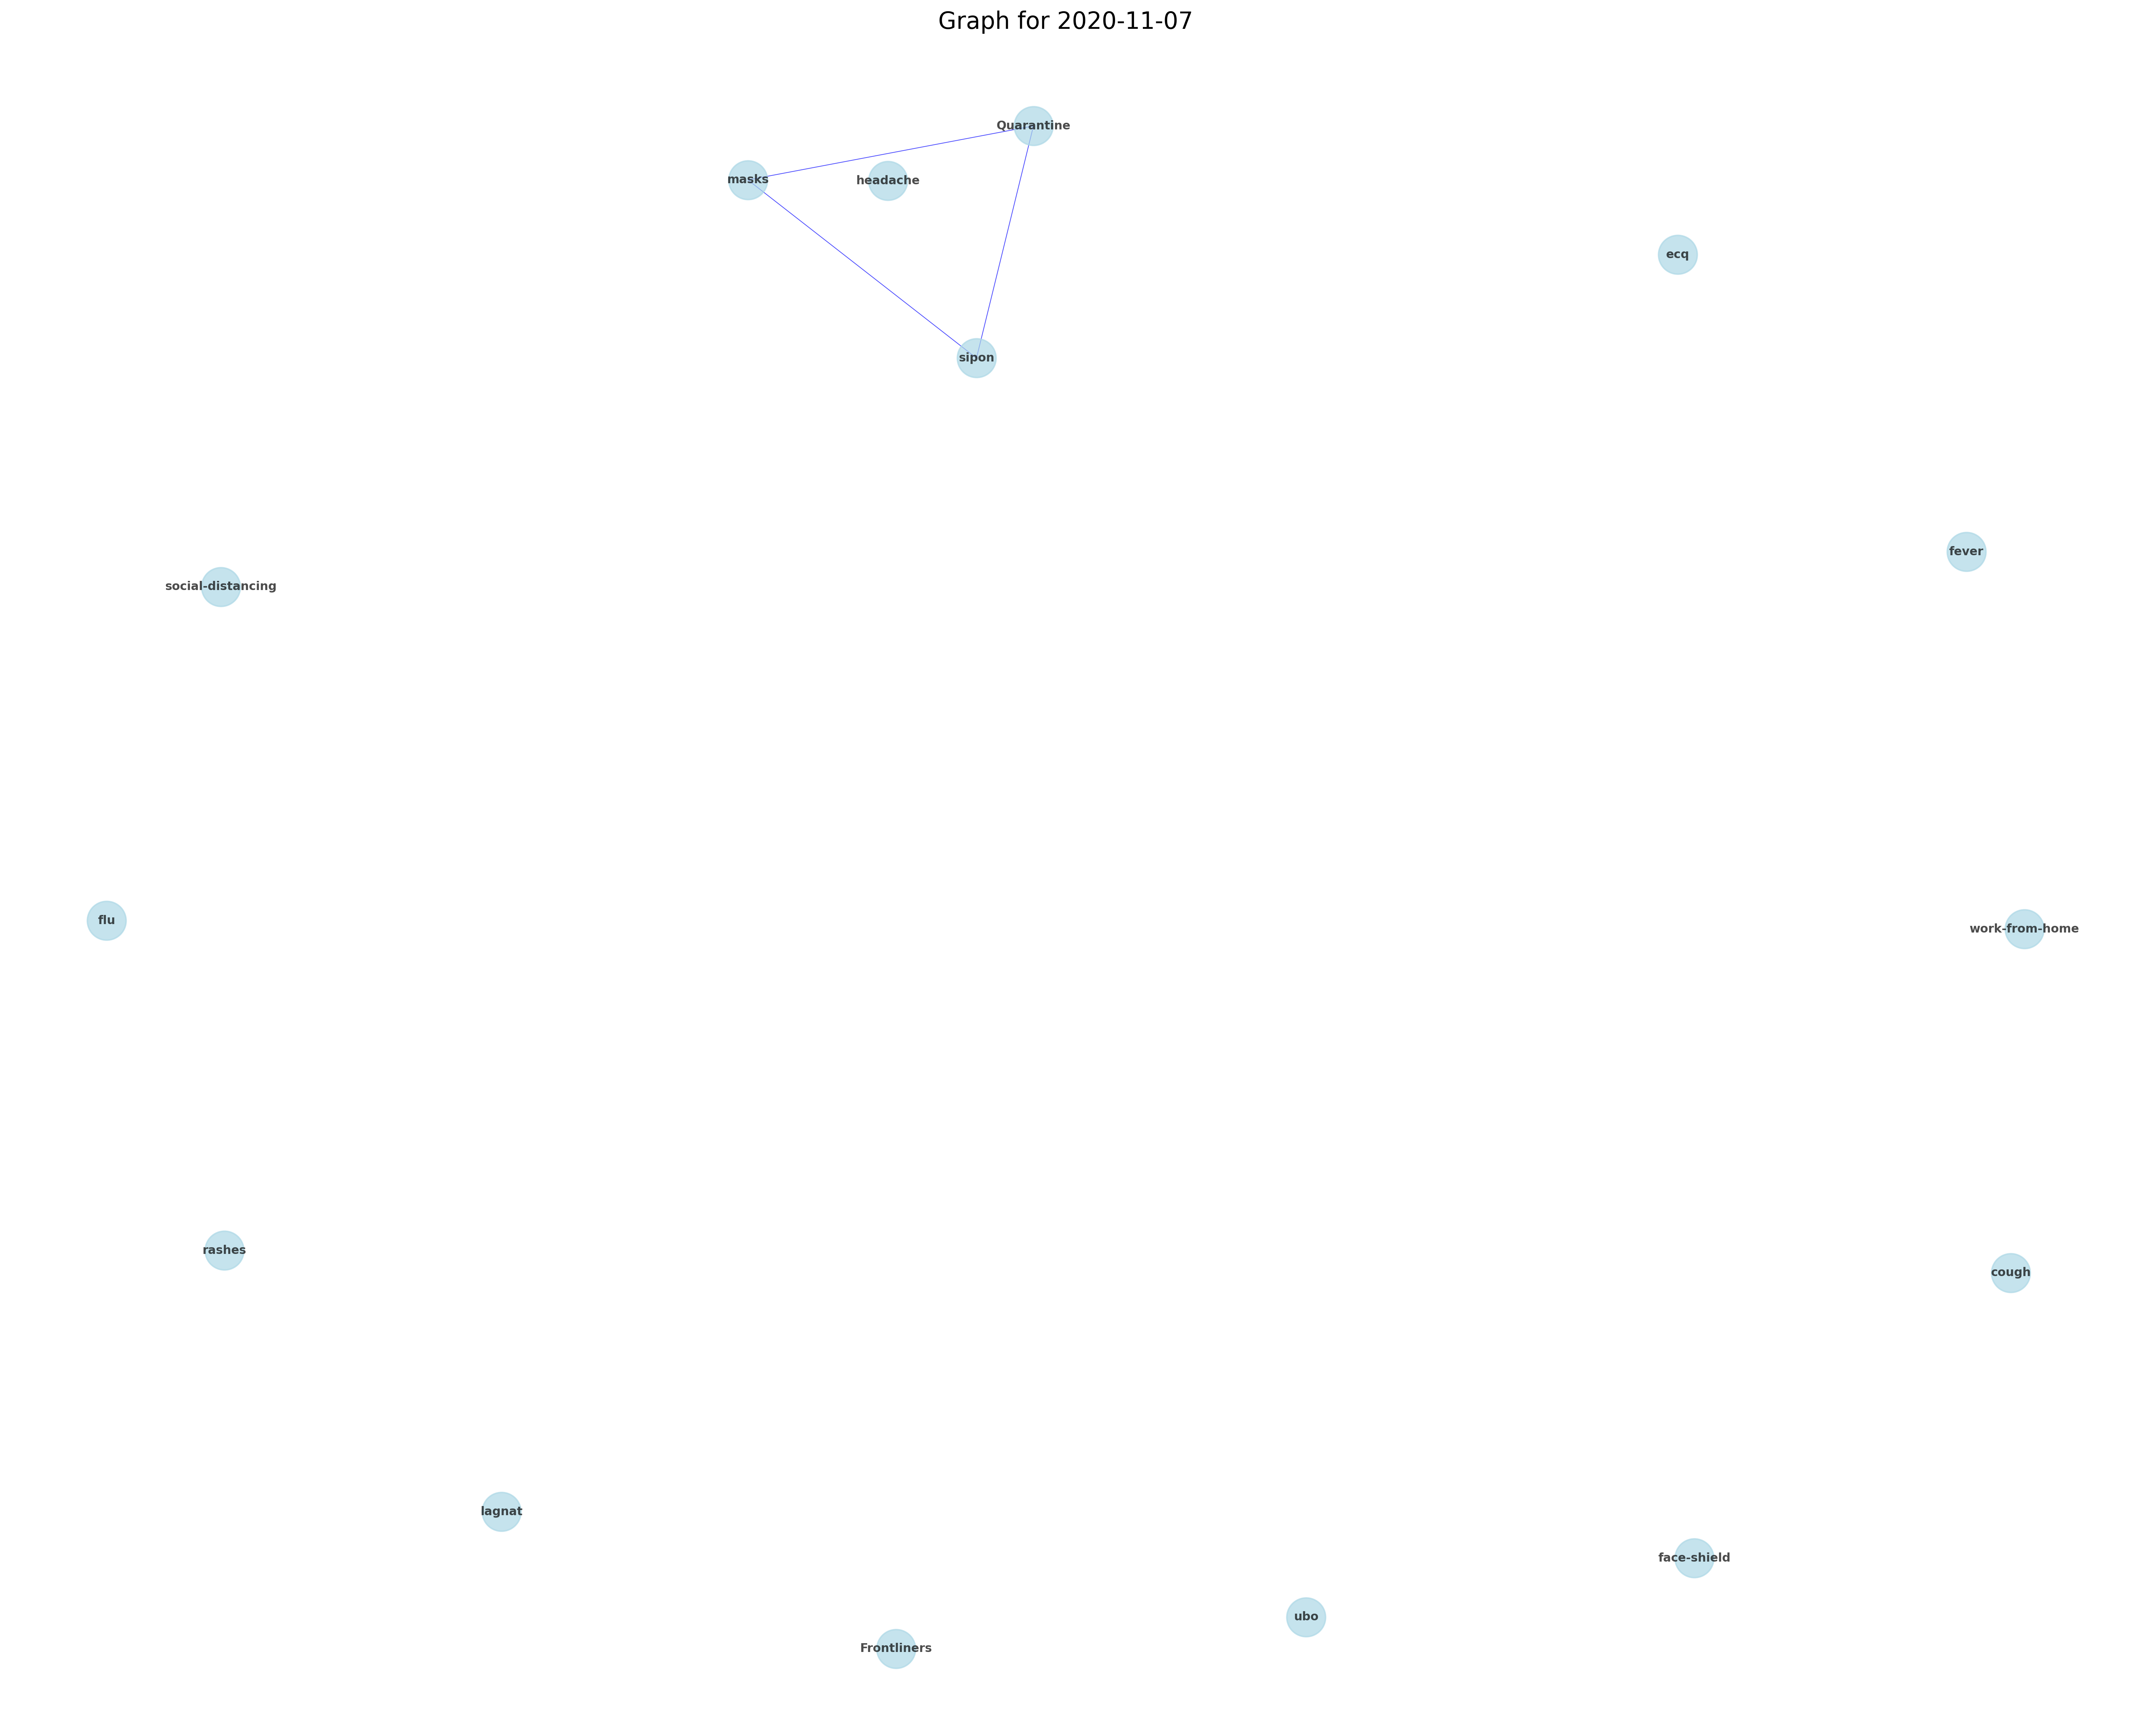 Graph for 2020-11-07
Quarantine
masks
headache
ecq
sipon
fever
social-distancing
flu
work-from-home
rashes
cough
lagnat
face-shield
ubo
Frontliners